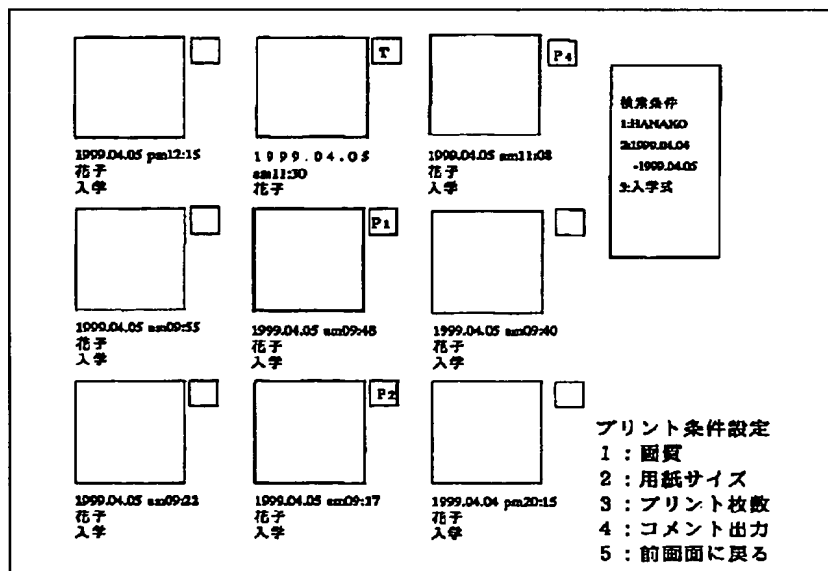 T
P4
1999.04.05 pm12:15
花子
入学
1999.04.05
am11:30
花子
1999.04.05 am11:08
花子
入学
検索条件
1:HANAKO
2:1999.04.04
-1999.04.05
3:入学式
P1
1999.04.05 am09:55
花子
入学
1999.04.05 am09:48
花子
入学
1999.04.05 am09:40
花子
入学
P2
1999.04.05 am09:22
花子
入学
1999.04.05 am09:17
花子
入学
1999.04.04 pm20:15
花子
入学
プリント条件設定
1:画質
2:用紙サイズ
3:プリント枚数
4:コメント出力
5:前画面に戻る